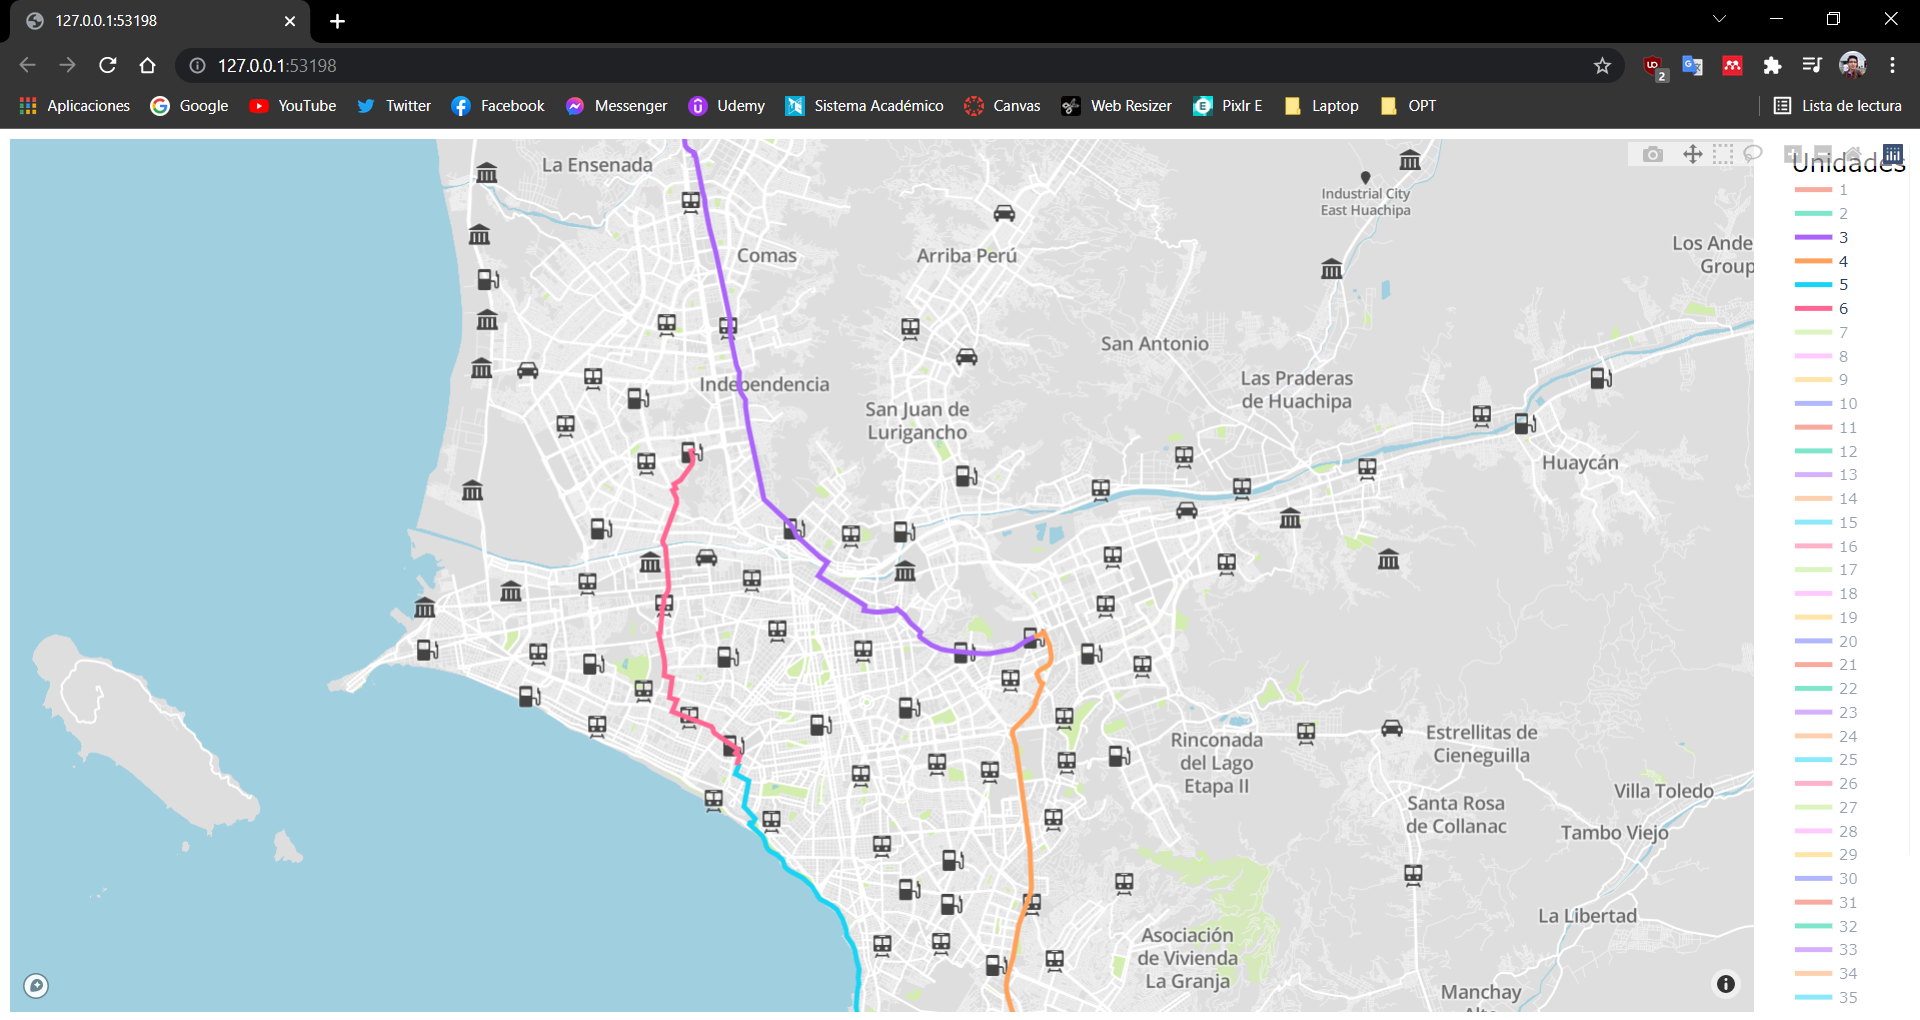 127.0.0.1:53198
127.0.0.1:53198
2
Aplicaciones
Google
YouTube
Twitter
Facebook
Messenger
Udemy
Sistema Académico
Canvas
Web Resizer
Pixlr E
Laptop
OPT
Lista de lectura
La Ensenada
Industrial City
East Huachipa
Comas
Arriba Perú
Los Ande
Group
San Antonio
Independencia
Las Praderas
de Huachipa
San Juan de
Lurigancho
Huaycán
Rinconada
del Lago
Etapa II
Estrellitas de
Cieneguilla
Villa Toledo
Santa Rosa
de Collanac
Tambo Viejo
La Libertad
Asociación
de Vivienda
La Granja
Manchay
Alto
Unidades
1
2
3
4
5
6
7
8
9
10
11
12
13
14
15
16
17
18
19
20
21
22
23
24
25
26
27
28
29
30
31
32
33
34
35